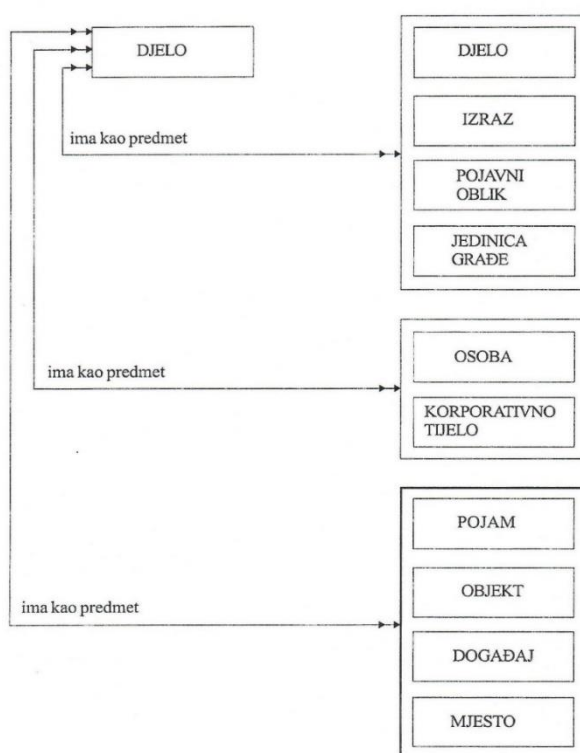 DJELO
ima kao predmet
DJELO
IZRAZ
POJAVNI
OBLIK
JEDINICA
GRAĐE
ima kao predmet
OSOBA
KORPORATIVNO
TIJELO
ima kao predmet
POJAM
OBJEKT
DOGAĐAJ
MJESTO